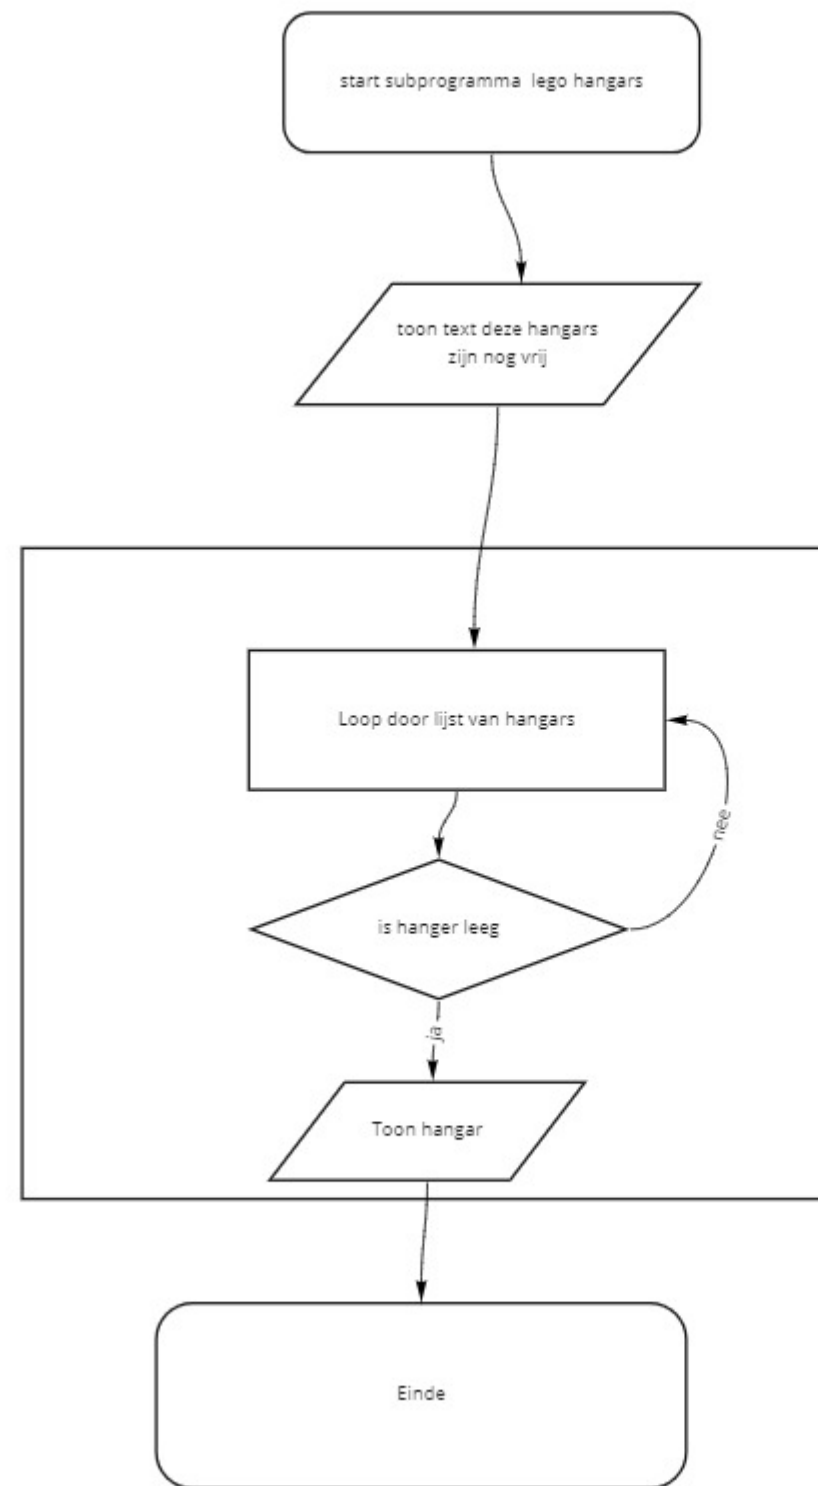 start subprogramma lego hangars
toon text deze hangars
zijn nog vrij
Loop door lijst van hangars
nee
is hanger leeg
ja
Toon hangar
Einde